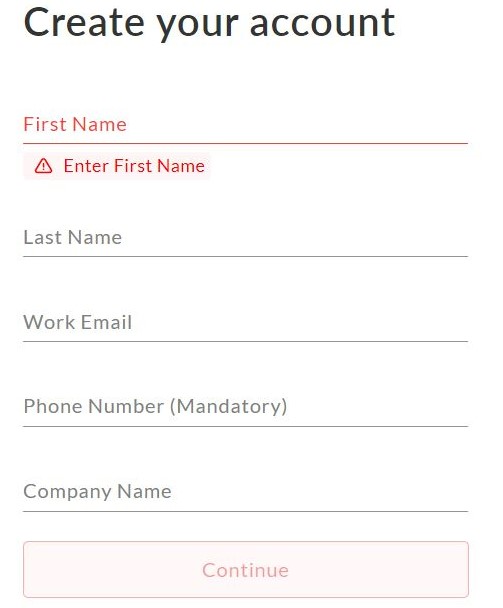 Create your account
First Name
Enter First Name
Last Name
Work Email
Phone Number (Mandatory)
Company Name
Continue